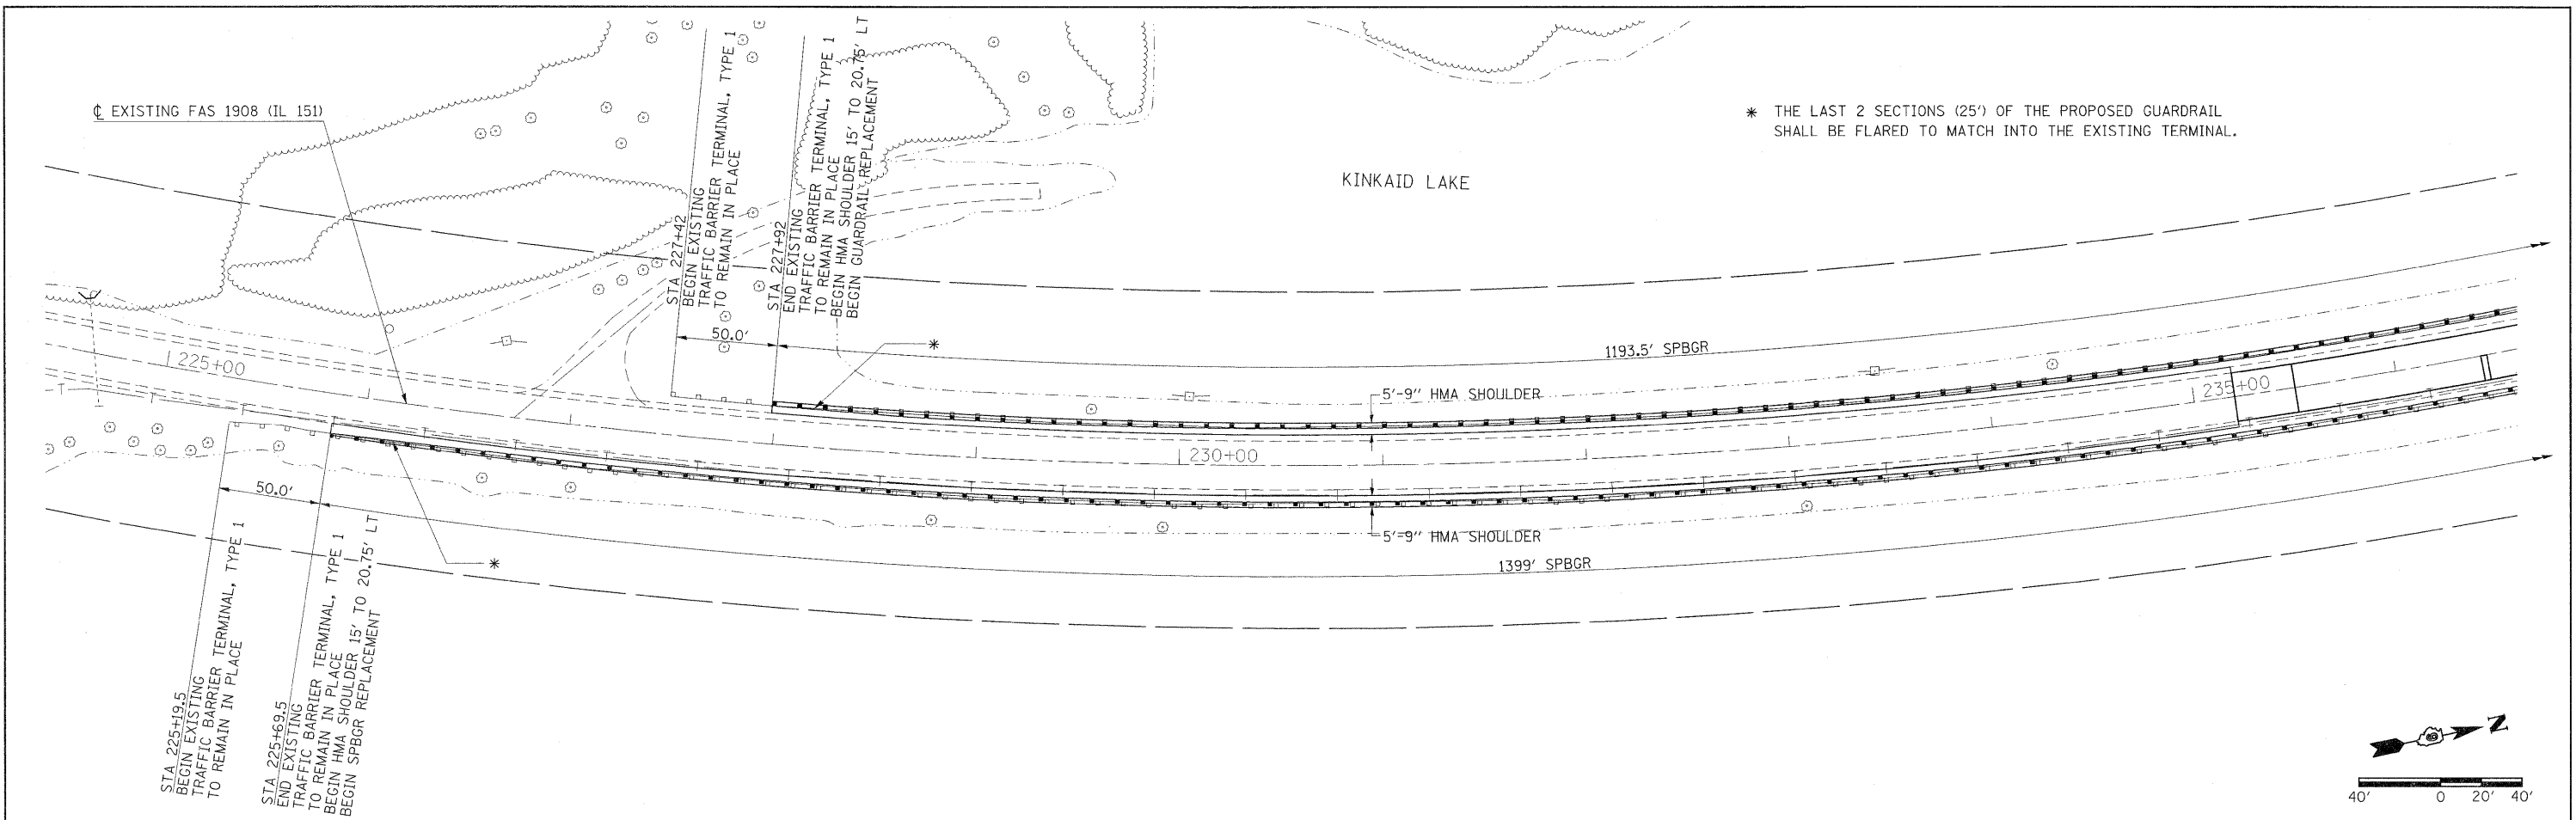 ℄ EXISTING FAS 1908 (IL 151)
STA 227+42
BEGIN EXISTING
TRAFFIC BARRIER TERMINAL, TYPE 1
TO REMAIN IN PLACE
STA 227+92
END EXISTING
TRAFFIC BARRIER TERMINAL, TYPE 1
TO REMAIN IN PLACE
BEGIN HMA SHOULDER 15' TO 20.75' LT
BEGIN GUARDRAIL REPLACEMENT
* THE LAST 2 SECTIONS (25') OF THE PROPOSED GUARDRAIL
SHALL BE FLARED TO MATCH INTO THE EXISTING TERMINAL.
KINKAID LAKE
50.0'
*
1193.5' SPBGR
225+00
5'-9" HMA SHOULDER
235+00
230+00
50.0'
5'-9" HMA SHOULDER
*
1399' SPBGR
STA 225+19.5
BEGIN EXISTING
TRAFFIC BARRIER TERMINAL, TYPE 1
TO REMAIN IN PLACE
STA 225+69.5
END EXISTING
TRAFFIC BARRIER TERMINAL, TYPE 1
TO REMAIN IN PLACE
BEGIN HMA SHOULDER 15' TO 20.75' LT
BEGIN SPBGR REPLACEMENT
N
40' 0 20' 40'